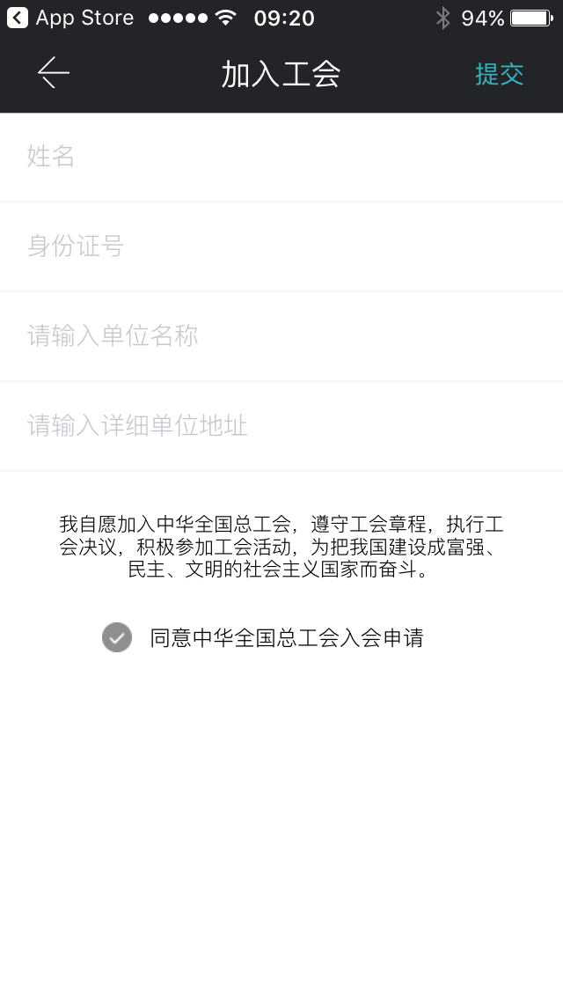 App Store 09:20 94%
加入工会 提交
姓名
身份证号
请输入单位名称
请输入详细单位地址
我自愿加入中华全国总工会，遵守工会章程，执行工
会决议，积极参加工会活动，为把我国建设成富强、
民主、文明的社会主义国家而奋斗。
同意中华全国总工会入会申请